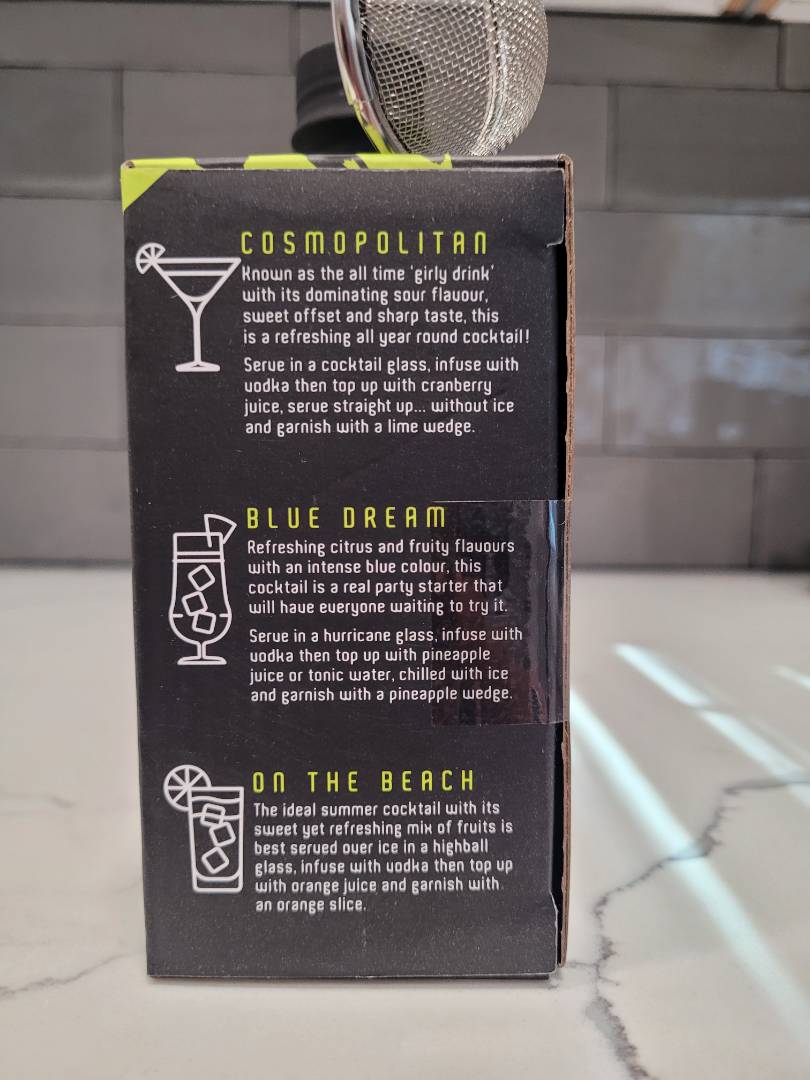 COSMOPOLITAN
Known as the all time 'girly drink'
with its dominating sour flavour,
sweet offset and sharp taste, this
is a refreshing all year round cocktail!
Serve in a cocktail glass, infuse with
vodka then top up with cranberry
juice, serve straight up... without ice
and garnish with a lime wedge.
BLUE DREAM
Refreshing citrus and fruity flavours
with an intense blue colour, this
cocktail is a real party starter that
will have everyone waiting to try it.
Serve in a hurricane glass, infuse with
vodka then top up with pineapple
juice or tonic water, chilled with ice
and garnish with a pineapple wedge.
ON THE BEACH
The ideal summer cocktail with its
sweet yet refreshing mix of fruits is
best served over ice in a highball
glass, infuse with vodka then top up
with orange juice and garnish with
an orange slice.